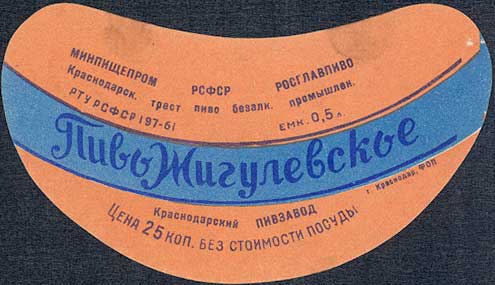 МИНПИЩЕПРОМ РСФСР РОСГЛАВПИВО
Краснодарск. трест пиво безалк. промышлен.
РТУ РСФСР 197-61 ЕМК. 0,5 л.
Пиво Жигулевское
г. Краснодар, ФОП
Краснодарский ПИВЗАВОД
ЦЕНА 25 КОП. БЕЗ СТОИМОСТИ ПОСУДЫ